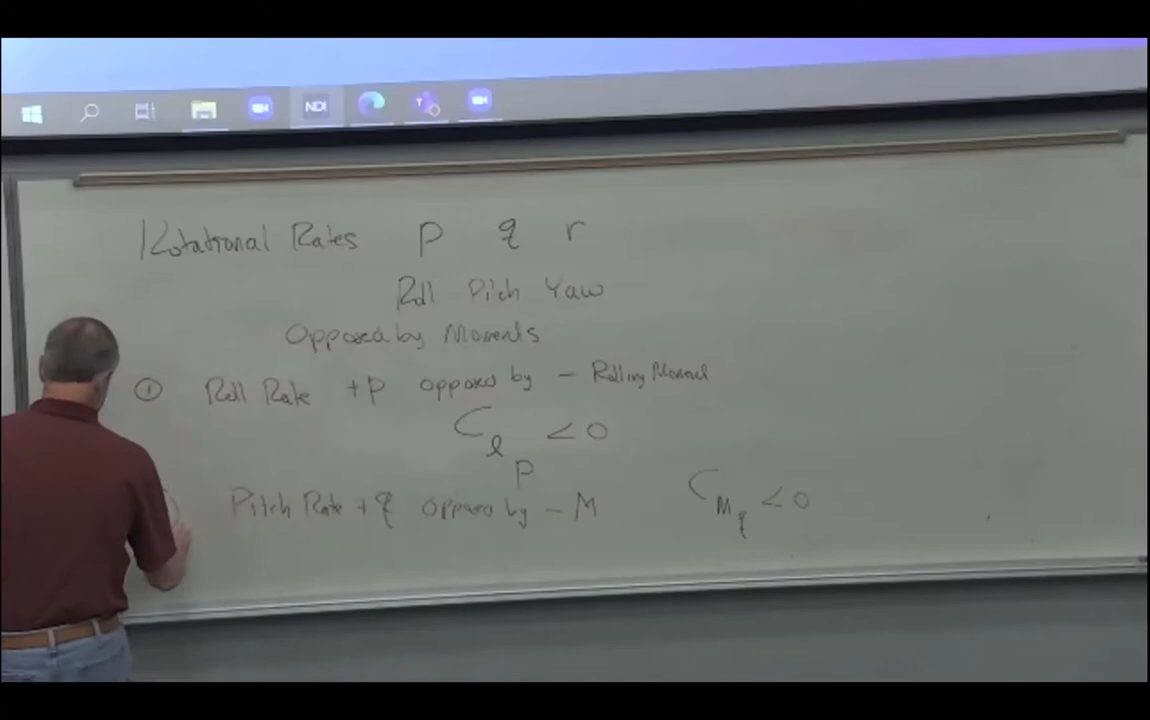 NDI
Rotational Rates p q r
Roll Pitch Yaw
Opposed by Moments
① Roll Rate +p opposed by - Rolling Moment
C_l_p < 0
Pitch Rate +q opposed by - M C_M_q < 0